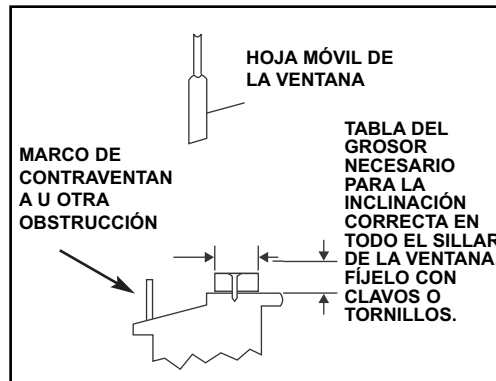 HOJA MÓVIL DE
LA VENTANA
MARCO DE
CONTRAVENTAN
A U OTRA
OBSTRUCCIÓN
TABLA DEL
GROSOR
NECESARIO
PARA LA
INCLINACIÓN
CORRECTA EN
TODO EL SILLAR
DE LA VENTANA.
FÍJELO CON
CLAVOS O
TORNILLOS.